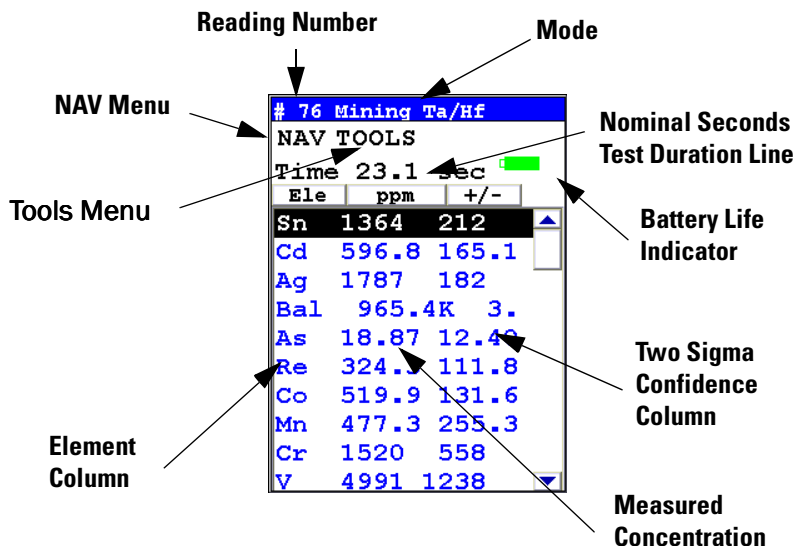 Reading Number
Mode
NAV Menu
# 76 Mining Ta/Hf
NAV TOOLS
Nominal Seconds
Test Duration Line
Time 23.1 sec
Tools Menu
Ele ppm +/-
Sn 1364 212
Battery Life
Indicator
Cd 596.8 165.1
Ag 1787 182
Bal 965.4K 3.
As 18.87
Two Sigma
Confidence
Column
Re 111.8
Co 519.9 131.6
Mn 477.3 255.3
Element
Column
Cr 1520 558
V 4991 1238
Measured
Concentration